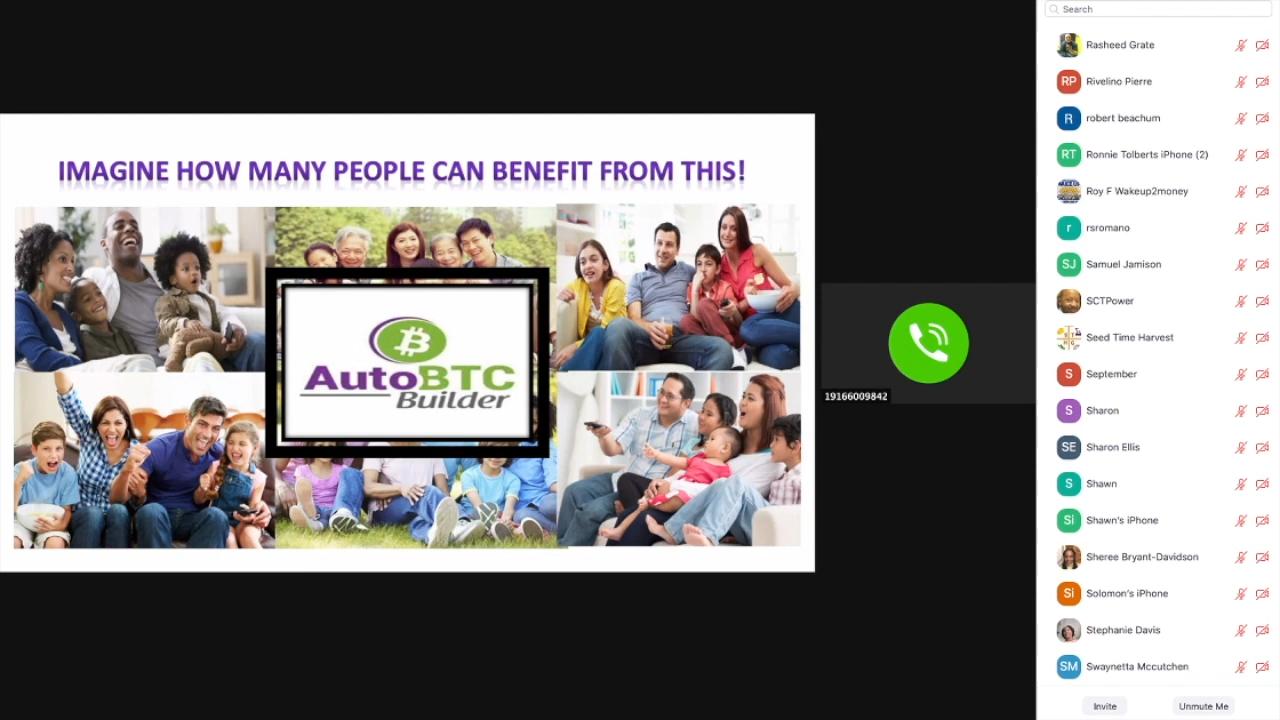 IMAGINE HOW MANY PEOPLE CAN BENEFIT FROM THIS!
AutoBTC
Builder
19166009842
Search
Rasheed Grate
RP Rivelino Pierre
R robert beachum
RT Ronnie Tolberts iPhone (2)
Roy F Wakeup2money
r rsromano
SJ Samuel Jamison
SCTPower
Seed Time Harvest
S September
S Sharon
SE Sharon Ellis
S Shawn
Si Shawn's iPhone
Sheree Bryant-Davidson
Si Solomon's iPhone
Stephanie Davis
SM Swaynetta Mccutchen
Invite Unmute Me